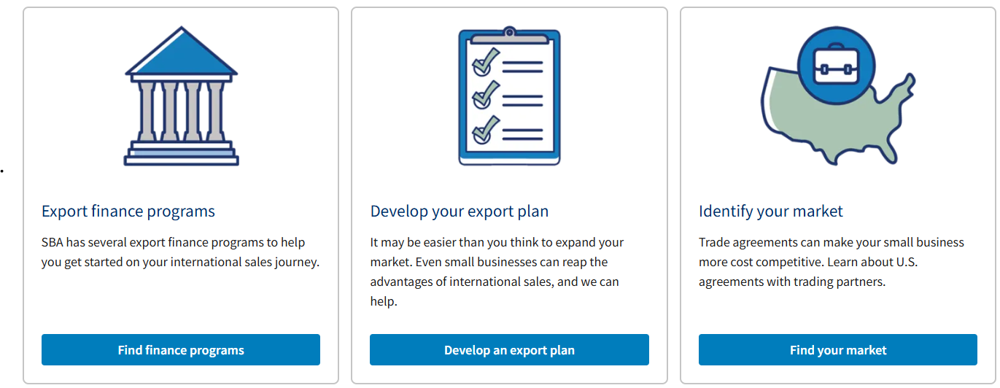 Export finance programs
SBA has several export finance programs to help
you get started on your international sales journey.
Find finance programs
Develop your export plan
It may be easier than you think to expand your
market. Even small businesses can reap the
advantages of international sales, and we can
help.
Develop an export plan
Identify your market
Trade agreements can make your small business
more cost competitive. Learn about U.S.
agreements with trading partners.
Find your market